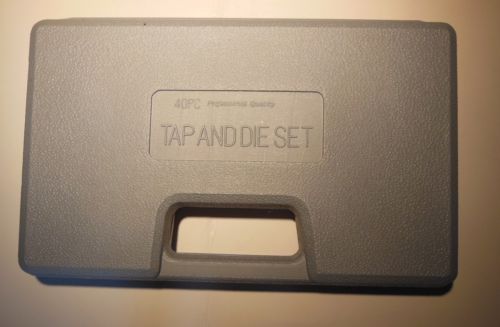 40PC Professional Quality
TAP AND DIE SET